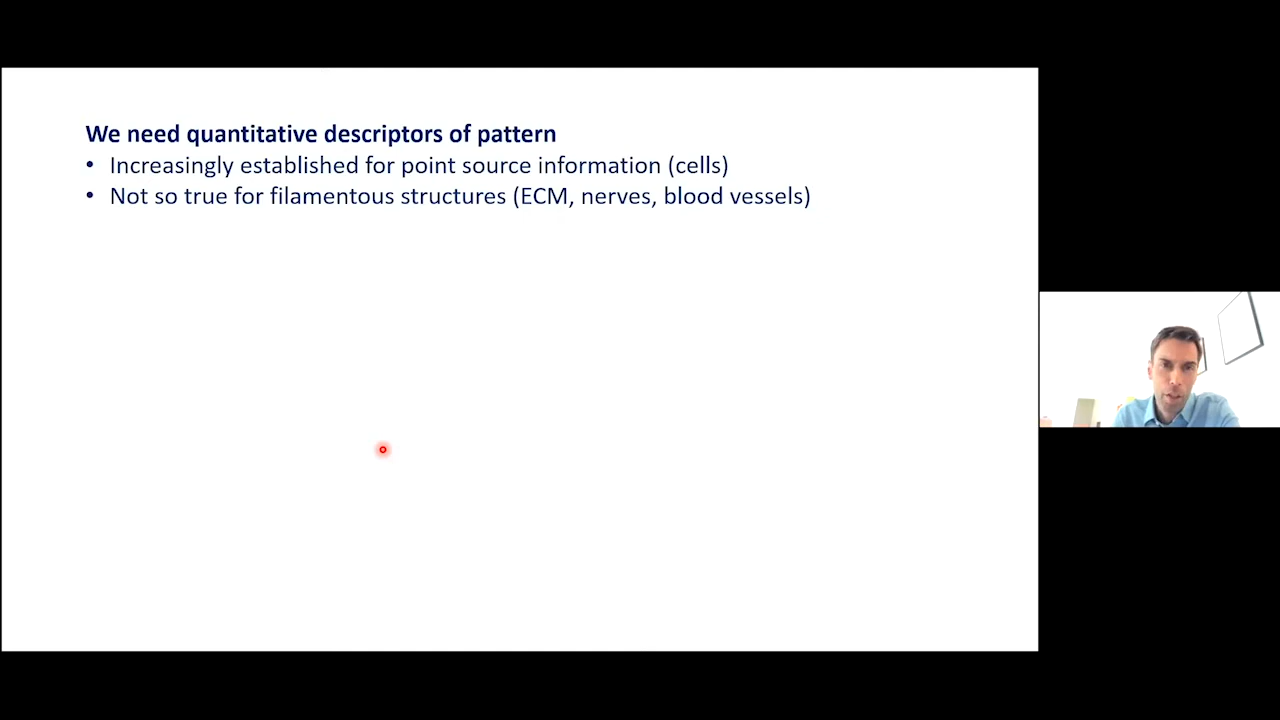 We need quantitative descriptors of pattern
• Increasingly established for point source information (cells)
• Not so true for filamentous structures (ECM, nerves, blood vessels)